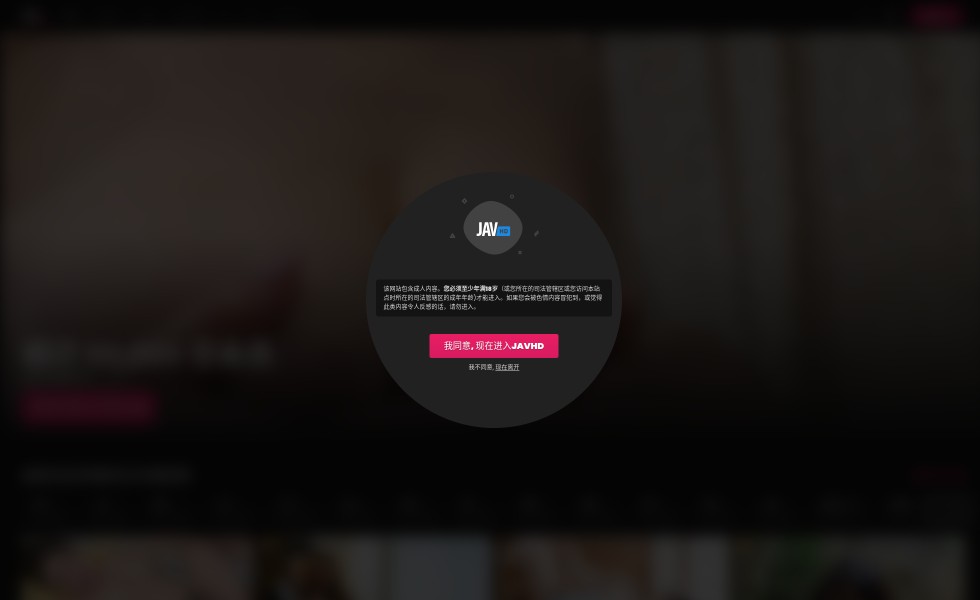 JAV HD
该网站包含成人内容。您必须至少年满18岁（或您所在的司法管辖区或您访问本站
点时所在的司法管辖区的成年年龄)才能进入。如果您会被色情内容冒犯到，或觉得
此类内容令人反感的话，请勿进入。
我同意, 现在进入JAVHD
我不同意, 现在离开